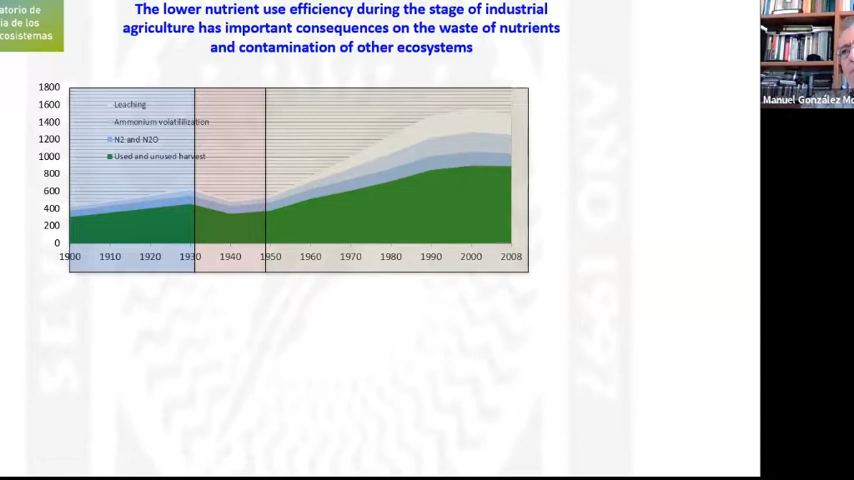 atorio de
ia de los
cosistemas
The lower nutrient use efficiency during the stage of industrial
agriculture has important consequences on the waste of nutrients
and contamination of other ecosystems
1800
1600
1400
1200
1000
800
600
400
200
0
Leaching
Ammonium volatililization
N2 and N2O
Used and unused harvest
1900 1910 1920 1930 1940 1950 1960 1970 1980 1990 2000 2008
Manuel González Mo